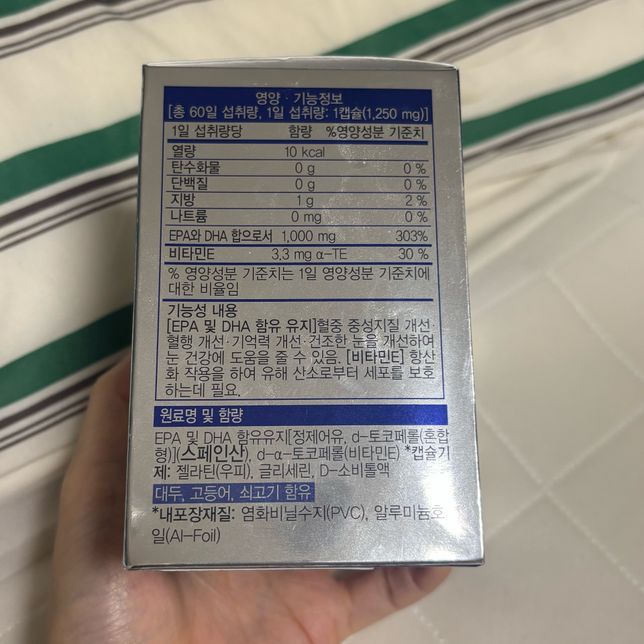 영양 · 기능정보
[총 60일 섭취량, 1일 섭취량: 1캡슐(1,250 mg)]
1일 섭취량당 함량 %영양성분 기준치
열량 10 kcal
탄수화물 0 g 0 %
단백질 0 g 0 %
지방 1 g 2 %
나트륨 0 mg 0 %
EPA와 DHA 합으로서 1,000 mg 303%
비타민E 3.3 mg α-TE 30 %
% 영양성분 기준치는 1일 영양성분 기준치에
대한 비율임
기능성 내용
[EPA 및 DHA 함유 유지]혈중 중성지질 개선·
혈행 개선·기억력 개선·건조한 눈을 개선하여
눈 건강에 도움을 줄 수 있음. [비타민E] 항산
화 작용을 하여 유해 산소로부터 세포를 보호
하는데 필요.
원료명 및 함량
EPA 및 DHA 함유유지[정제어유, d-토코페롤(혼합
형)](스페인산), d-α-토코페롤(비타민E) *캡슐기
제: 젤라틴(우피), 글리세린, D-소비톨액
대두, 고등어, 쇠고기 함유
*내포장재질: 염화비닐수지(PVC), 알루미늄호
일(Al-Foil)